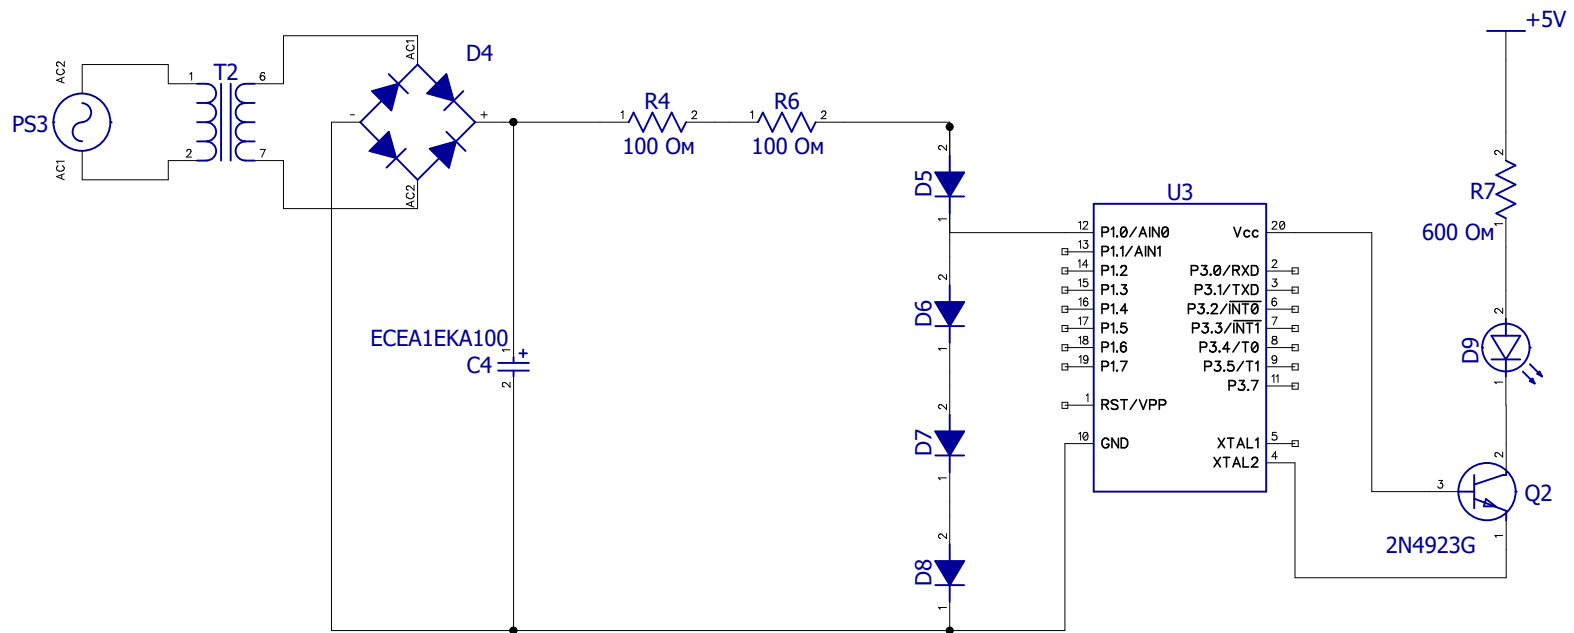 +5V
AC1
D4
AC2
T2
1
6
PS3
-
+
1
R4
2
1
R6
2
100 Ом
100 Ом
AC1
2
7
AC2
2
D5
1
U3
2
R7
1
600 Ом
12
P1.0/AIN0
Vcc
20
13
P1.1/AIN1
14
P1.2
P3.0/RXD
2
15
P1.3
P3.1/TXD
3
16
P1.4
P3.2/INT0
6
17
P1.5
P3.3/INT1
7
18
P1.6
P3.4/T0
8
19
P1.7
P3.5/T1
9
P3.7
11
1
RST/VPP
10
GND
XTAL1
5
XTAL2
4
2
D6
1
ECEA1EKA100
1
+
C4
2
2
D9
1
2
D7
1
2
3
Q2
1
2N4923G
2
D8
1